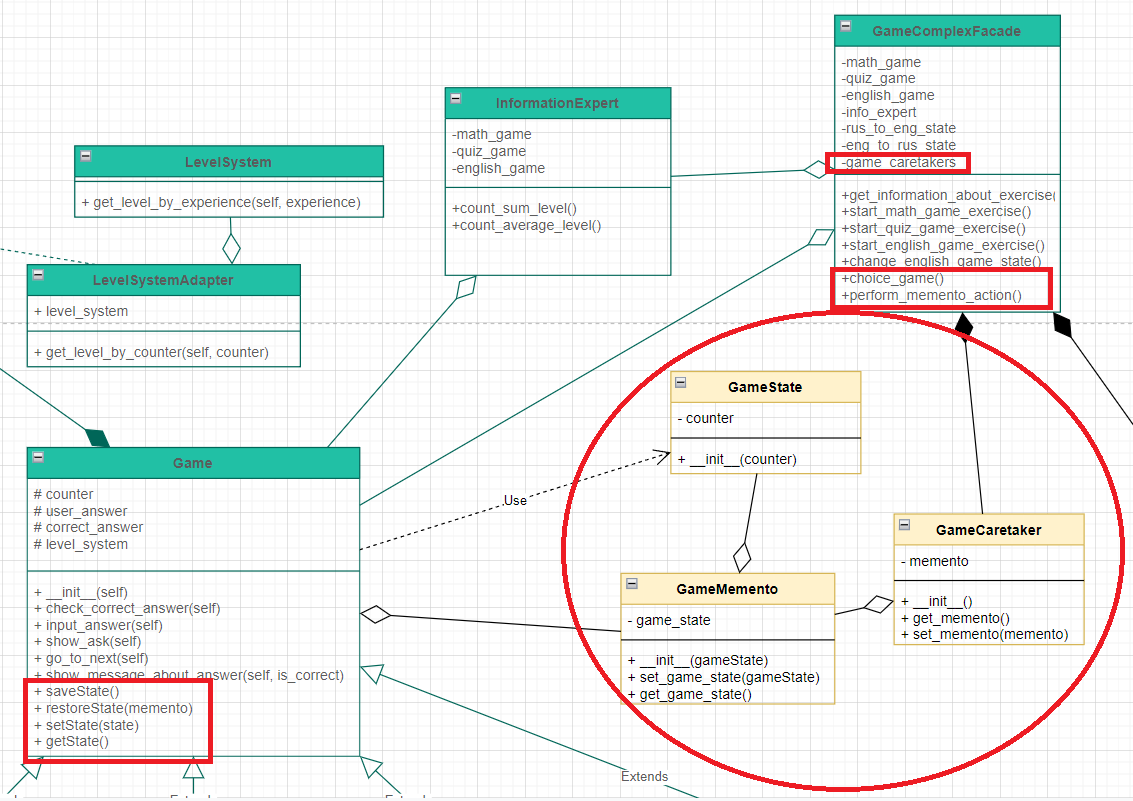 GameComplexFacade
-math_game
-quiz_game
-english_game
-info_expert
-rus_to_eng_state
-eng_to_rus_state
-game_caretakers
+get_information_about_exercise(
+start_math_game_exercise()
+start_quiz_game_exercise()
+start_english_game_exercise()
+change_english_game_state()
+choice_game()
+perform_memento_action()
InformationExpert
-math_game
-quiz_game
-english_game
+count_sum_level()
+count_average_level()
LevelSystem
+ get_level_by_experience(self, experience)
LevelSystemAdapter
+ level_system
+ get_level_by_counter(self, counter)
GameState
- counter
+ __init__(counter)
Game
# counter
# user_answer
# correct_answer
# level_system
+ __init__(self)
+ check_correct_answer(self)
+ input_answer(self)
+ show_ask(self)
+ go_to_next(self)
+ show_message_about_answer(self, is_correct)
+ saveState()
+ restoreState(memento)
+ setState(state)
+ getState()
Use
GameCaretaker
- memento
+ __init__()
+ get_memento()
+ set_memento(memento)
GameMemento
- game_state
+ __init__(gameState)
+ set_game_state(gameState)
+ get_game_state()
Extends